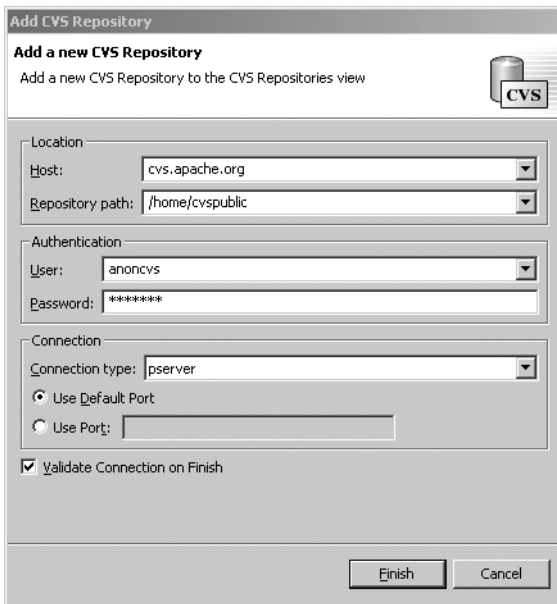 Add CVS Repository
Add a new CVS Repository
Add a new CVS Repository to the CVS Repositories view
CVS
Location
Host: cvs.apache.org
Repository path: /home/cvspublic
Authentication
User: anoncvs
Password: *******
Connection
Connection type: pserver
Use Default Port
Use Port:
Validate Connection on Finish
Finish Cancel